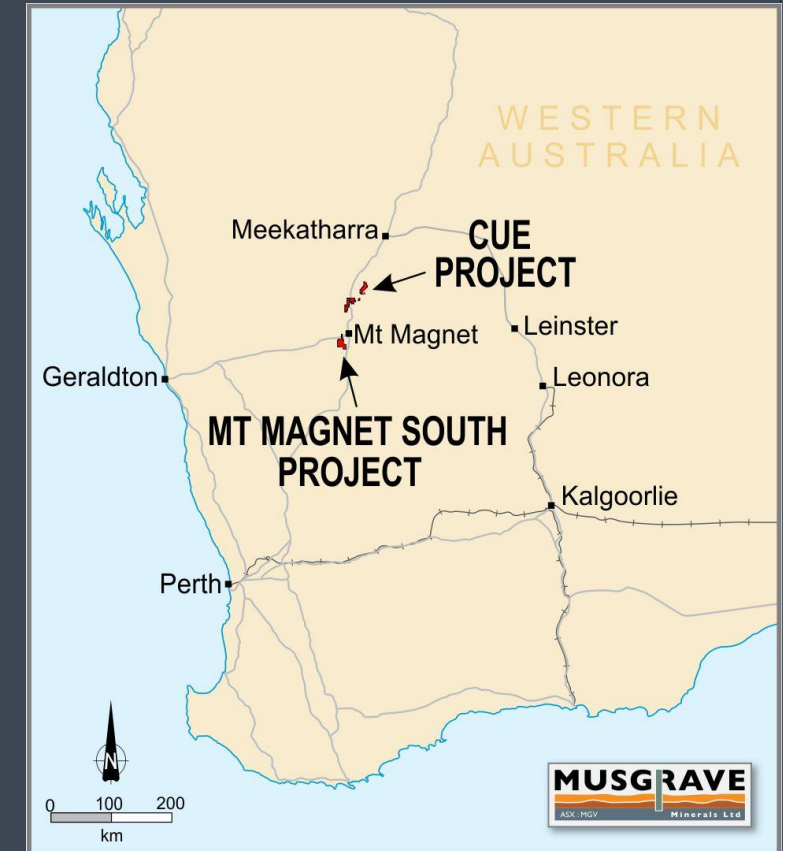 WESTERN
AUSTRALIA
Meekatharra
CUE
PROJECT
Mt Magnet
Leinster
Geraldton
Leonora
MT MAGNET SOUTH
PROJECT
Kalgoorlie
Perth
N
0 100 200
km
MUSGRAVE
ASX : MGV Minerals Ltd